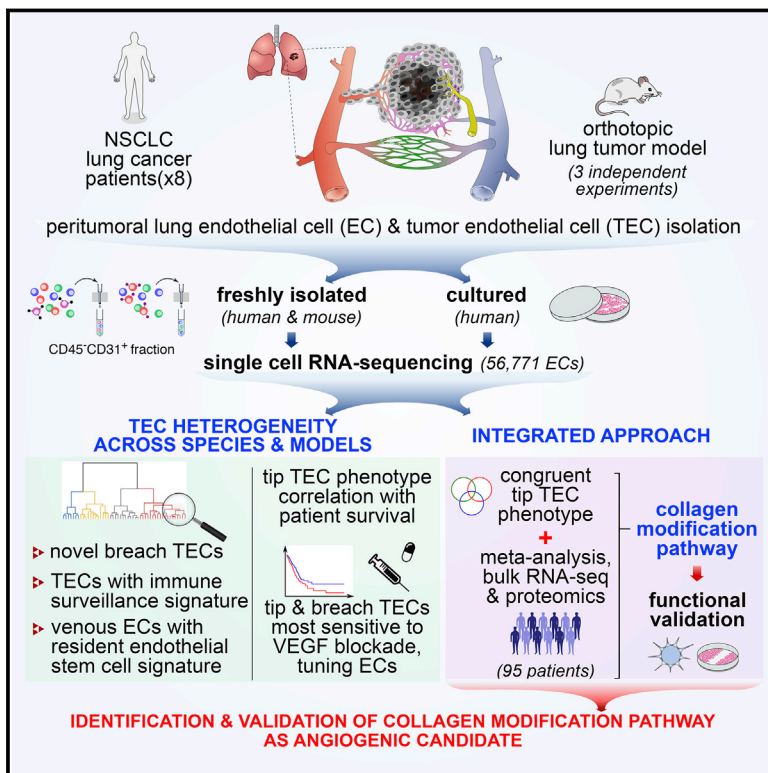 NSCLC
lung cancer
patients(x8)
orthotopic
lung tumor model
(3 independent
experiments)
peritumoral lung endothelial cell (EC) & tumor endothelial cell (TEC) isolation
freshly isolated
(human & mouse)
cultured
(human)
CD45-CD31+ fraction
single cell RNA-sequencing (56,771 ECs)
TEC HETEROGENEITY
ACROSS SPECIES & MODELS
novel breach TECs
TECs with immune
surveillance signature
venous ECs with
resident endothelial
stem cell signature
tip TEC phenotype
correlation with
patient survival
tip & breach TECs
most sensitive to
VEGF blockade,
tuning ECs
INTEGRATED APPROACH
congruent
tip TEC
phenotype
+
meta-analysis,
bulk RNA-seq
& proteomics
(95 patients)
collagen
modification
pathway
functional
validation
IDENTIFICATION & VALIDATION OF COLLAGEN MODIFICATION PATHWAY
AS ANGIOGENIC CANDIDATE